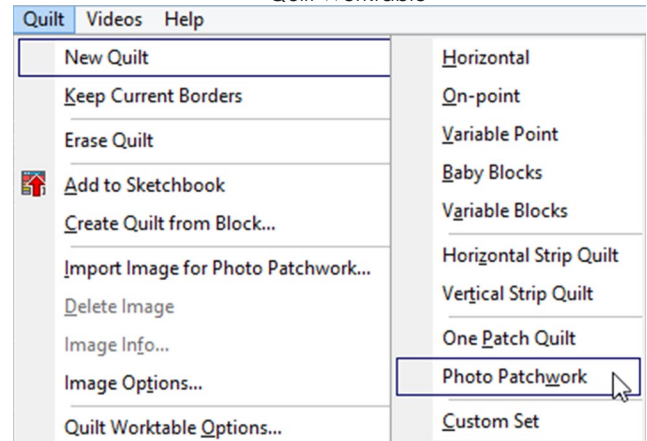 Quilt Worktable
Quilt Videos Help
New Quilt
Keep Current Borders
Erase Quilt
Add to Sketchbook
Create Quilt from Block...
Import Image for Photo Patchwork...
Delete Image
Image Info...
Image Options...
Quilt Worktable Options...
Horizontal
On-point
Variable Point
Baby Blocks
Variable Blocks
Horizontal Strip Quilt
Vertical Strip Quilt
One Patch Quilt
Photo Patchwork
Custom Set